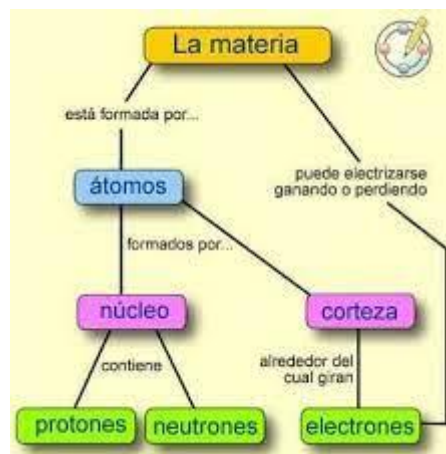 La materia
está formada por...
puede electrizarse
ganando o perdiendo
átomos
formados por...
núcleo
corteza
contiene
alrededor del
cual giran
protones
neutrones
electrones